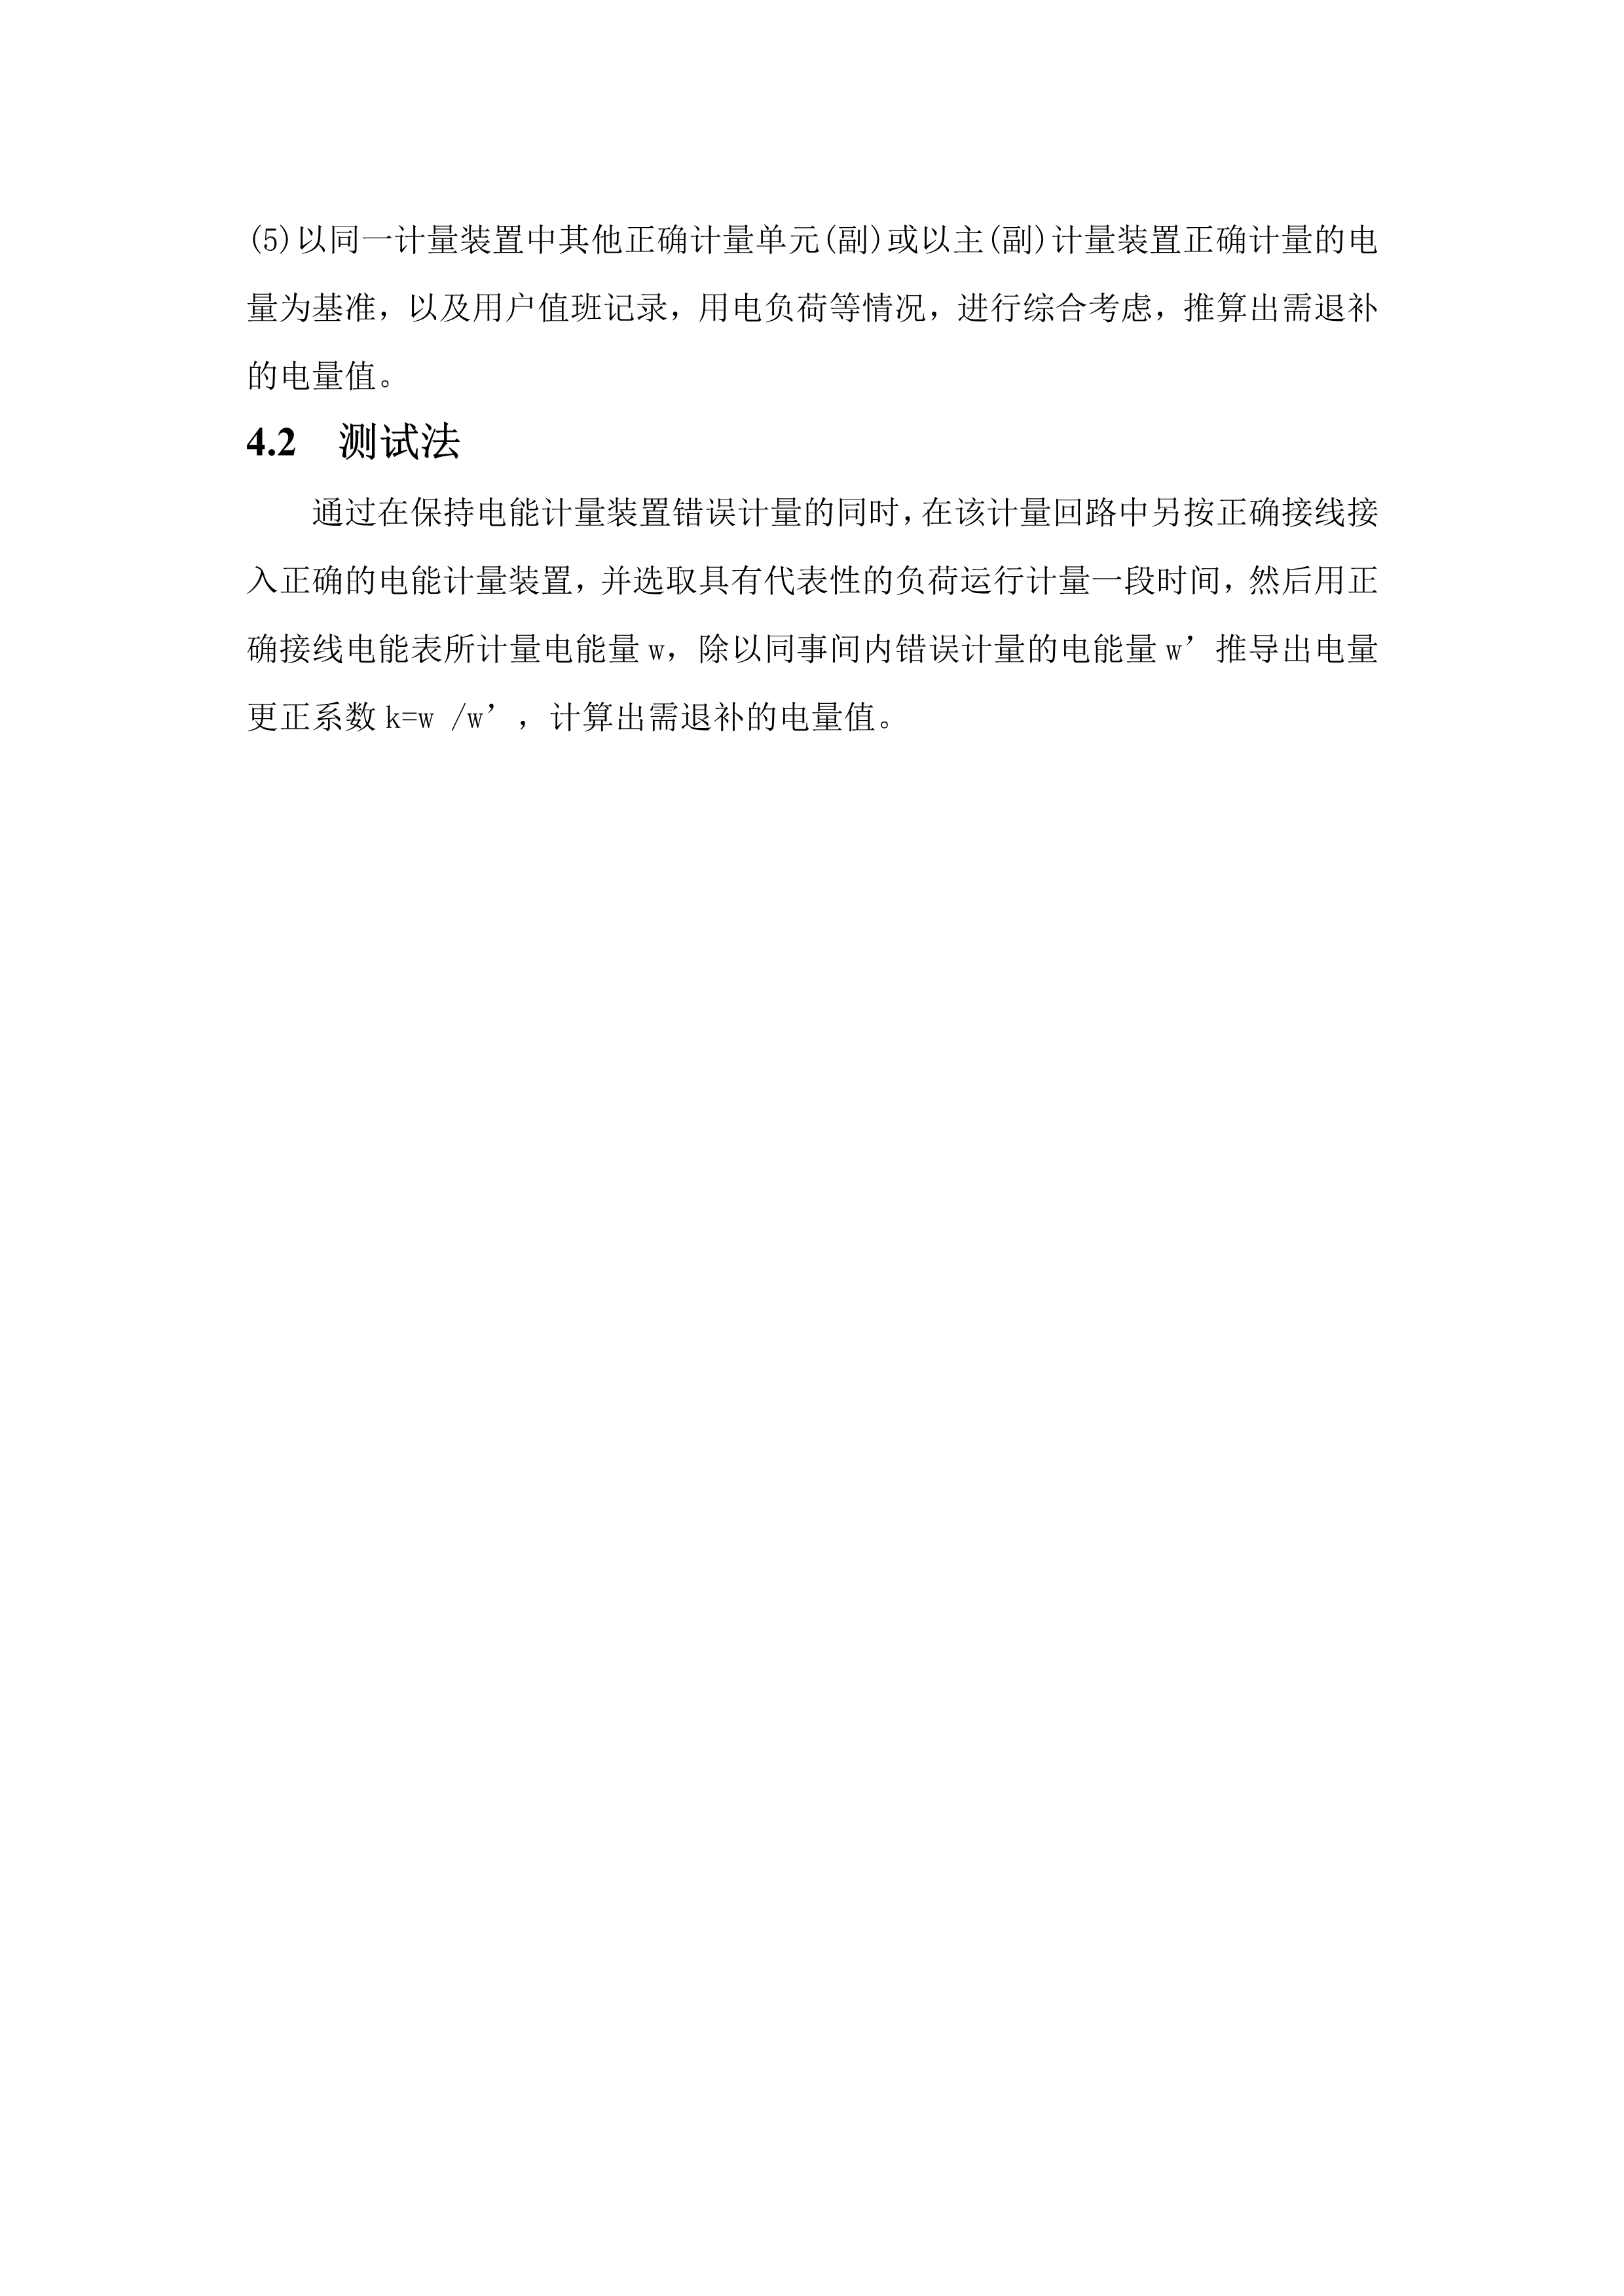 (5)以同一计量装置中其他正确计量单元(副)或以主(副)计量装置正确计量的电
量为基准，以及用户值班记录，用电负荷等情况，进行综合考虑，推算出需退补
的电量值。
4.2 测试法
通过在保持电能计量装置错误计量的同时，在该计量回路中另按正确接线接
入正确的电能计量装置，并选取具有代表性的负荷运行计量一段时间，然后用正
确接线电能表所计量电能量w，除以同事间内错误计量的电能量w’推导出电量
更正系数k=w /w’，计算出需退补的电量值。